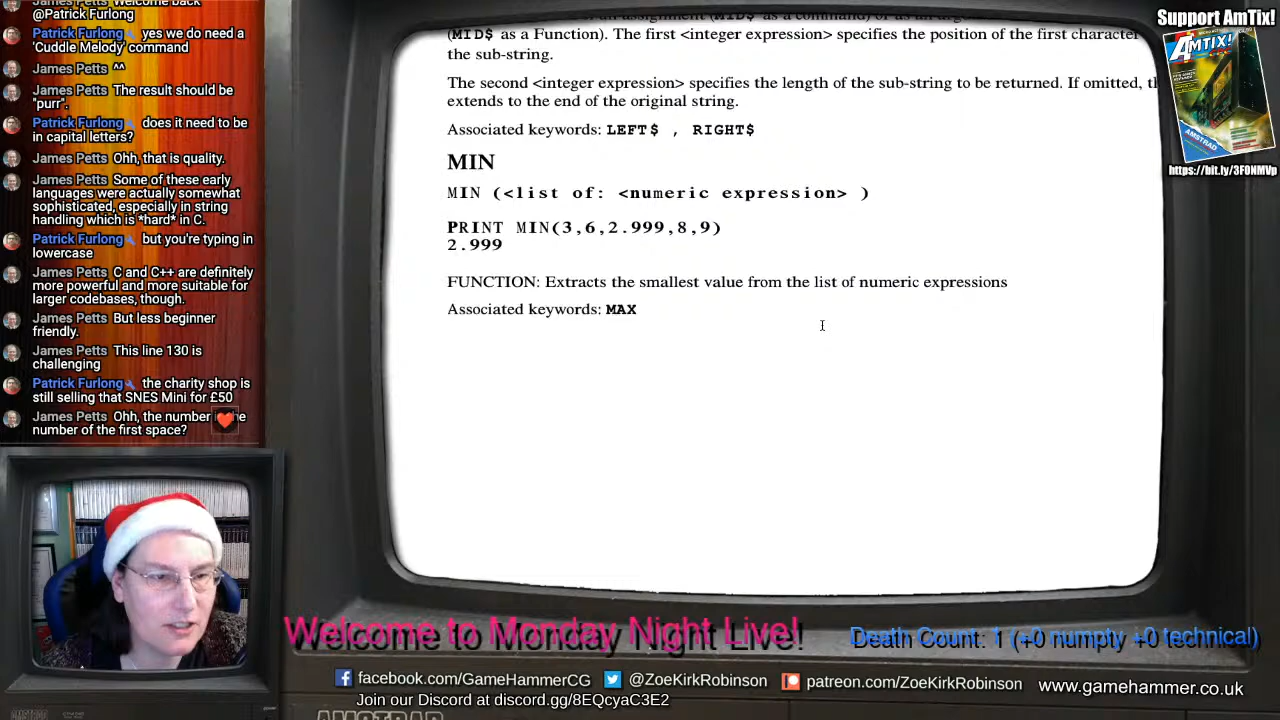 Welcome back
@Patrick Furlong
Patrick Furlong yes we do need a
'Cuddle Melody' command
James Petts ^^
James Petts The result should be
"purr".
Patrick Furlong does it need to be
in capital letters?
James Petts Ohh, that is quality.
James Petts Some of these early
languages were actually somewhat
sophisticated, especially in string
handling which is *hard* in C.
Patrick Furlong but you're typing in
lowercase
James Petts C and C++ are definitely
more powerful and more suitable for
larger codebases, though.
James Petts But less beginner
friendly.
James Petts This line 130 is
challenging
Patrick Furlong the charity shop is
still selling that SNES Mini for £50
James Petts Ohh, the number
number of the first space?
(MID$ as a Function). The first <integer expression> specifies the position of the first character
the sub-string.
The second <integer expression> specifies the length of the sub-string to be returned. If omitted, th
extends to the end of the original string.
Associated keywords: LEFT$ , RIGHT$
MIN
MIN (<list of: <numeric expression> )
PRINT MIN(3,6,2.999,8,9)
2.999
FUNCTION: Extracts the smallest value from the list of numeric expressions
Associated keywords: MAX
Support AmTix!
AMTIX!
AMSTRAD
https://bit.ly/3FONMVp
Welcome to Monday Night Live!
Death Count: 1 (+0 numpty +0 technical)
facebook.com/GameHammerCG
@ZoeKirkRobinson
patreon.com/ZoeKirkRobinson
www.gamehammer.co.uk
Join our Discord at discord.gg/8EQcyaC3E2
AMSTRAD